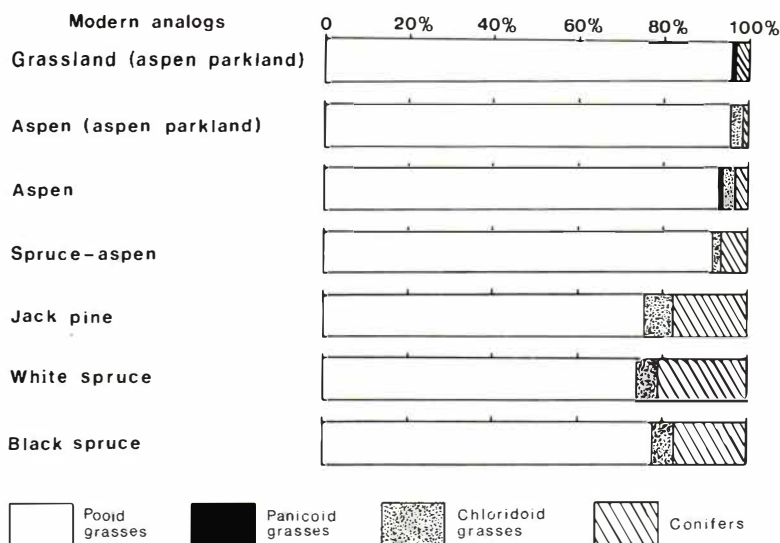 Modern analogs 0 20% 40% 60% 80% 100%
Grassland (aspen parkland)
Aspen (aspen parkland)
Aspen
Spruce-aspen
Jack pine
White spruce
Black spruce
Pooid grasses
Panicoid grasses
Chloridoid grasses
Conifers